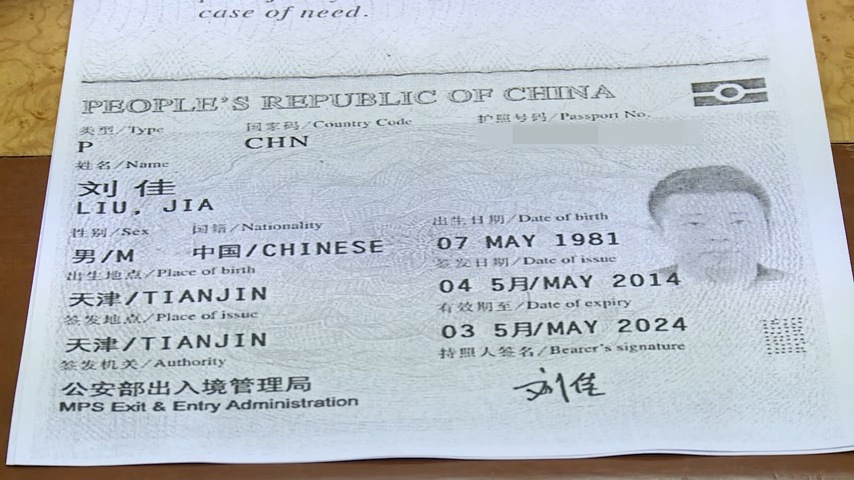 case of need.
PEOPLE'S REPUBLIC OF CHINA
类型/Type 国家码/Country Code 护照号码/Passport No.
P CHN
姓名/Name
刘佳
LIU, JIA
性别/Sex 国籍/Nationality 出生日期/Date of birth
男/M 中国/CHINESE 07 MAY 1981
出生地点/Place of birth 签发日期/Date of issue
天津/TIANJIN 04 5月/MAY 2014
签发地点/Place of issue 有效期至/Date of expiry
天津/TIANJIN 03 5月/MAY 2024
签发机关/Authority 持照人签名/Bearer's signature
公安部出入境管理局 刘佳
MPS Exit & Entry Administration